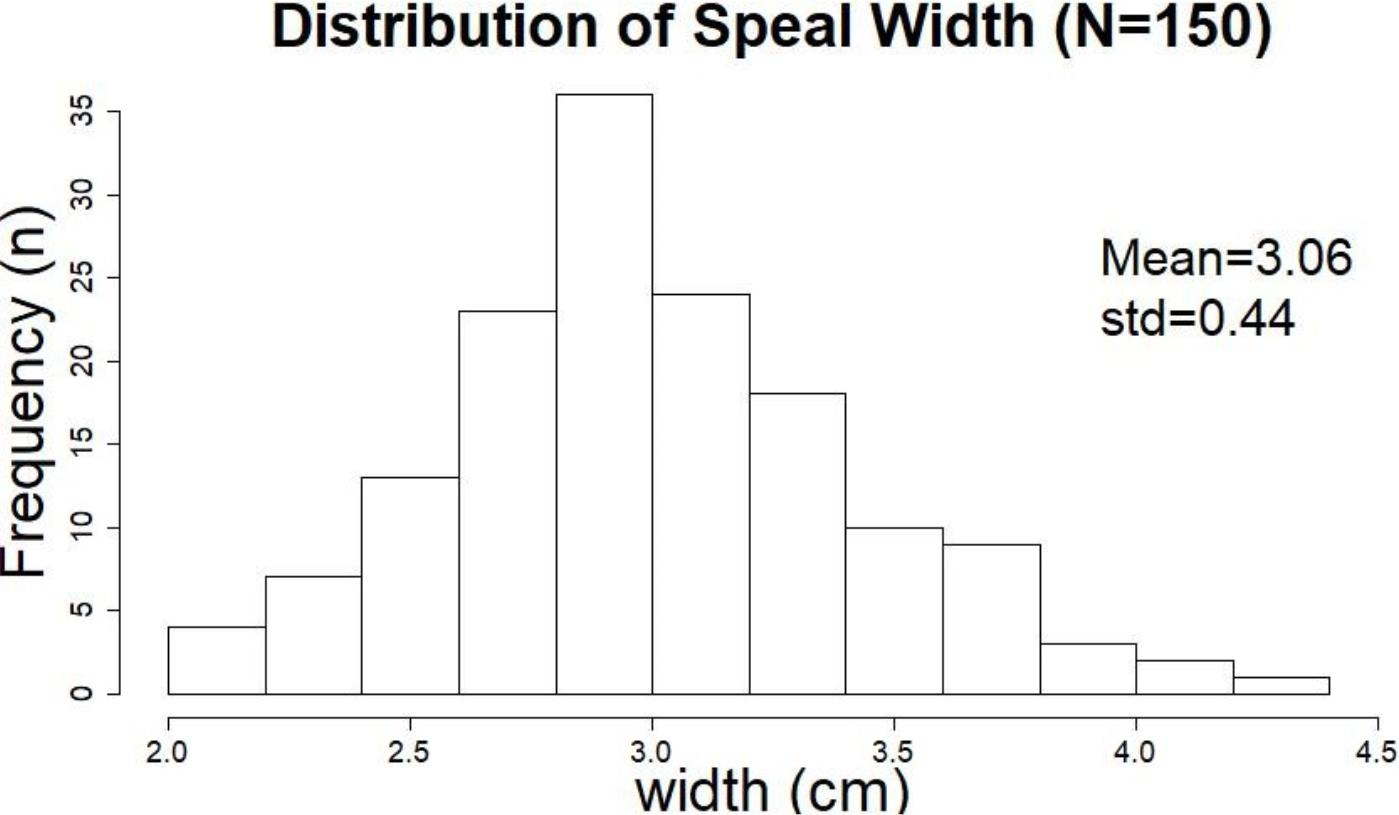 Distribution of Speal Width (N=150)
Frequency (n)
35
30
25
20
15
10
5
0
Mean=3.06
std=0.44
2.0 2.5 3.0 3.5 4.0 4.5
width (cm)